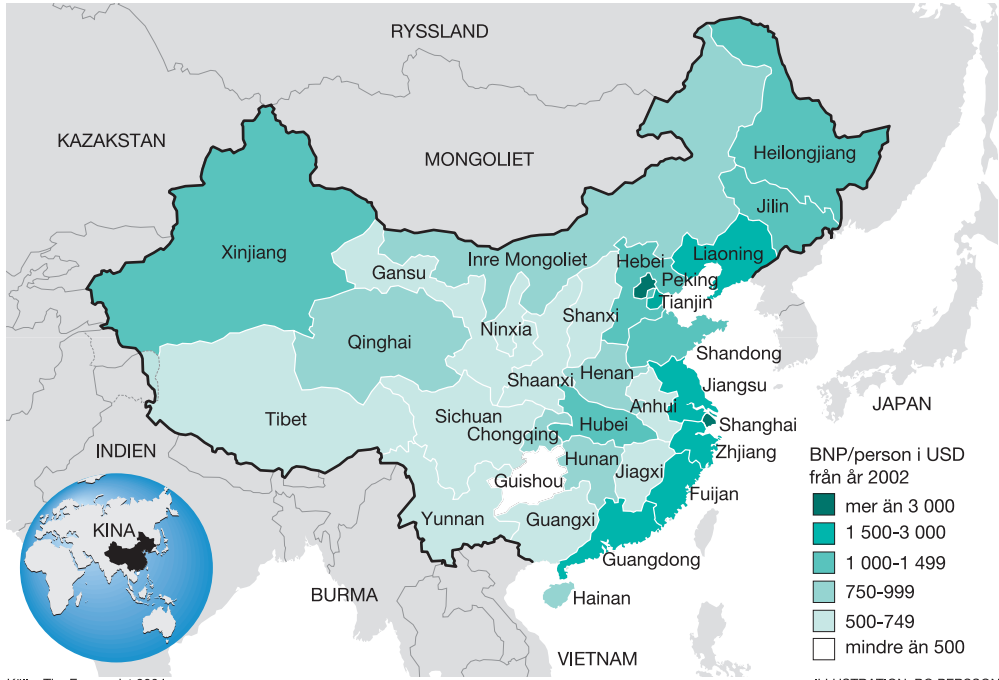 RYSSLAND
KAZAKSTAN
MONGOLIET
Heilongjiang
Jilin
Xinjiang
Inre Mongoliet
Hebei
Liaoning
Gansu
Peking
Tianjin
Ninxia
Shanxi
Qinghai
Shandong
Shaanxi
Henan
Jiangsu
JAPAN
Tibet
Sichuan
Anhui
Chongqing
Hubei
Shanghai
INDIEN
Zhjiang
Hunan
Jiagxi
Guishou
Fuijan
KINA
Yunnan
Guangxi
Guangdong
BURMA
Hainan
VIETNAM
BNP/person i USD
från år 2002
mer än 3 000
1 500-3 000
1 000-1 499
750-999
500-749
mindre än 500